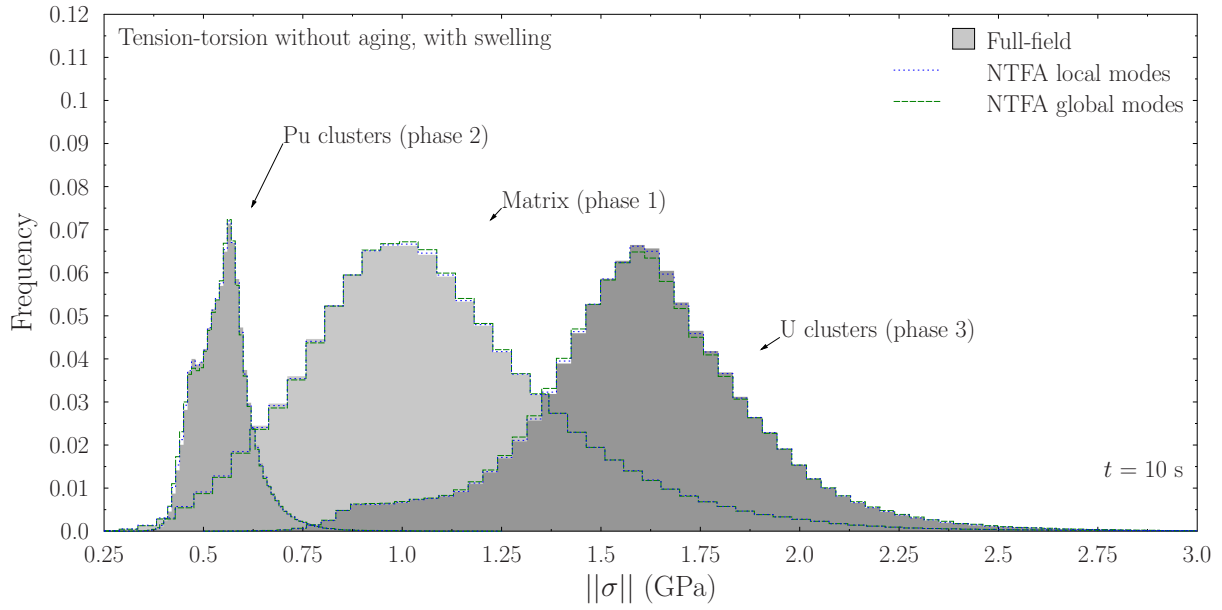 Tension-torsion without aging, with swelling
Full-field
NTFA local modes
NTFA global modes
Pu clusters (phase 2)
Matrix (phase 1)
U clusters (phase 3)
t = 10 s
Frequency
0.12
0.11
0.1
0.09
0.08
0.07
0.06
0.05
0.04
0.03
0.02
0.01
0.0
0.25 0.5 0.75 1.0 1.25 1.5 1.75 2.0 2.25 2.5 2.75 3.0
||σ|| (GPa)